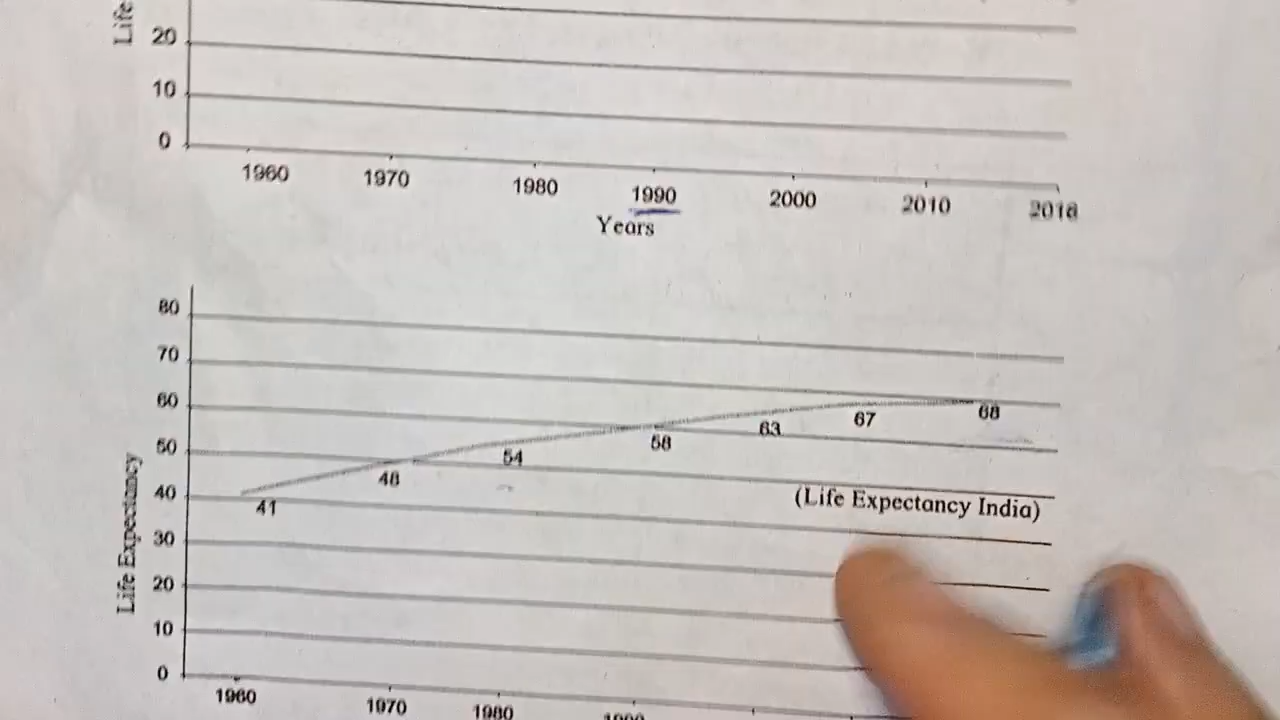 Life
20
10
0
1960 1970 1980 1990 2000 2010 2016
Years
80
70
60
50
40
30
20
10
0
Life Expectancy
41 48 54 58 63 67 68
(Life Expectancy India)
1960 1970 1980